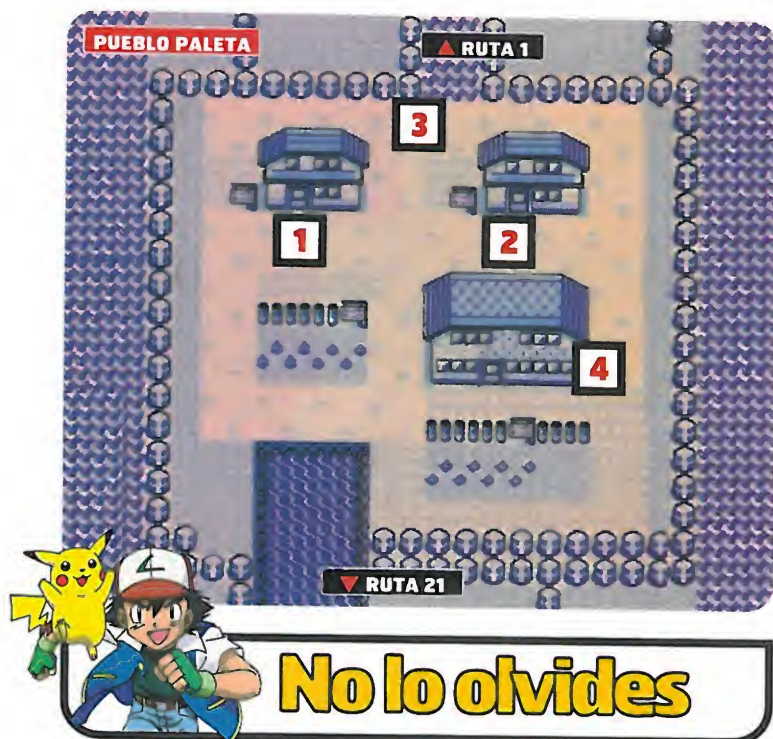 PUEBLO PALETA
▲ RUTA 1
3
1
2
4
▼ RUTA 21
No lo olvides